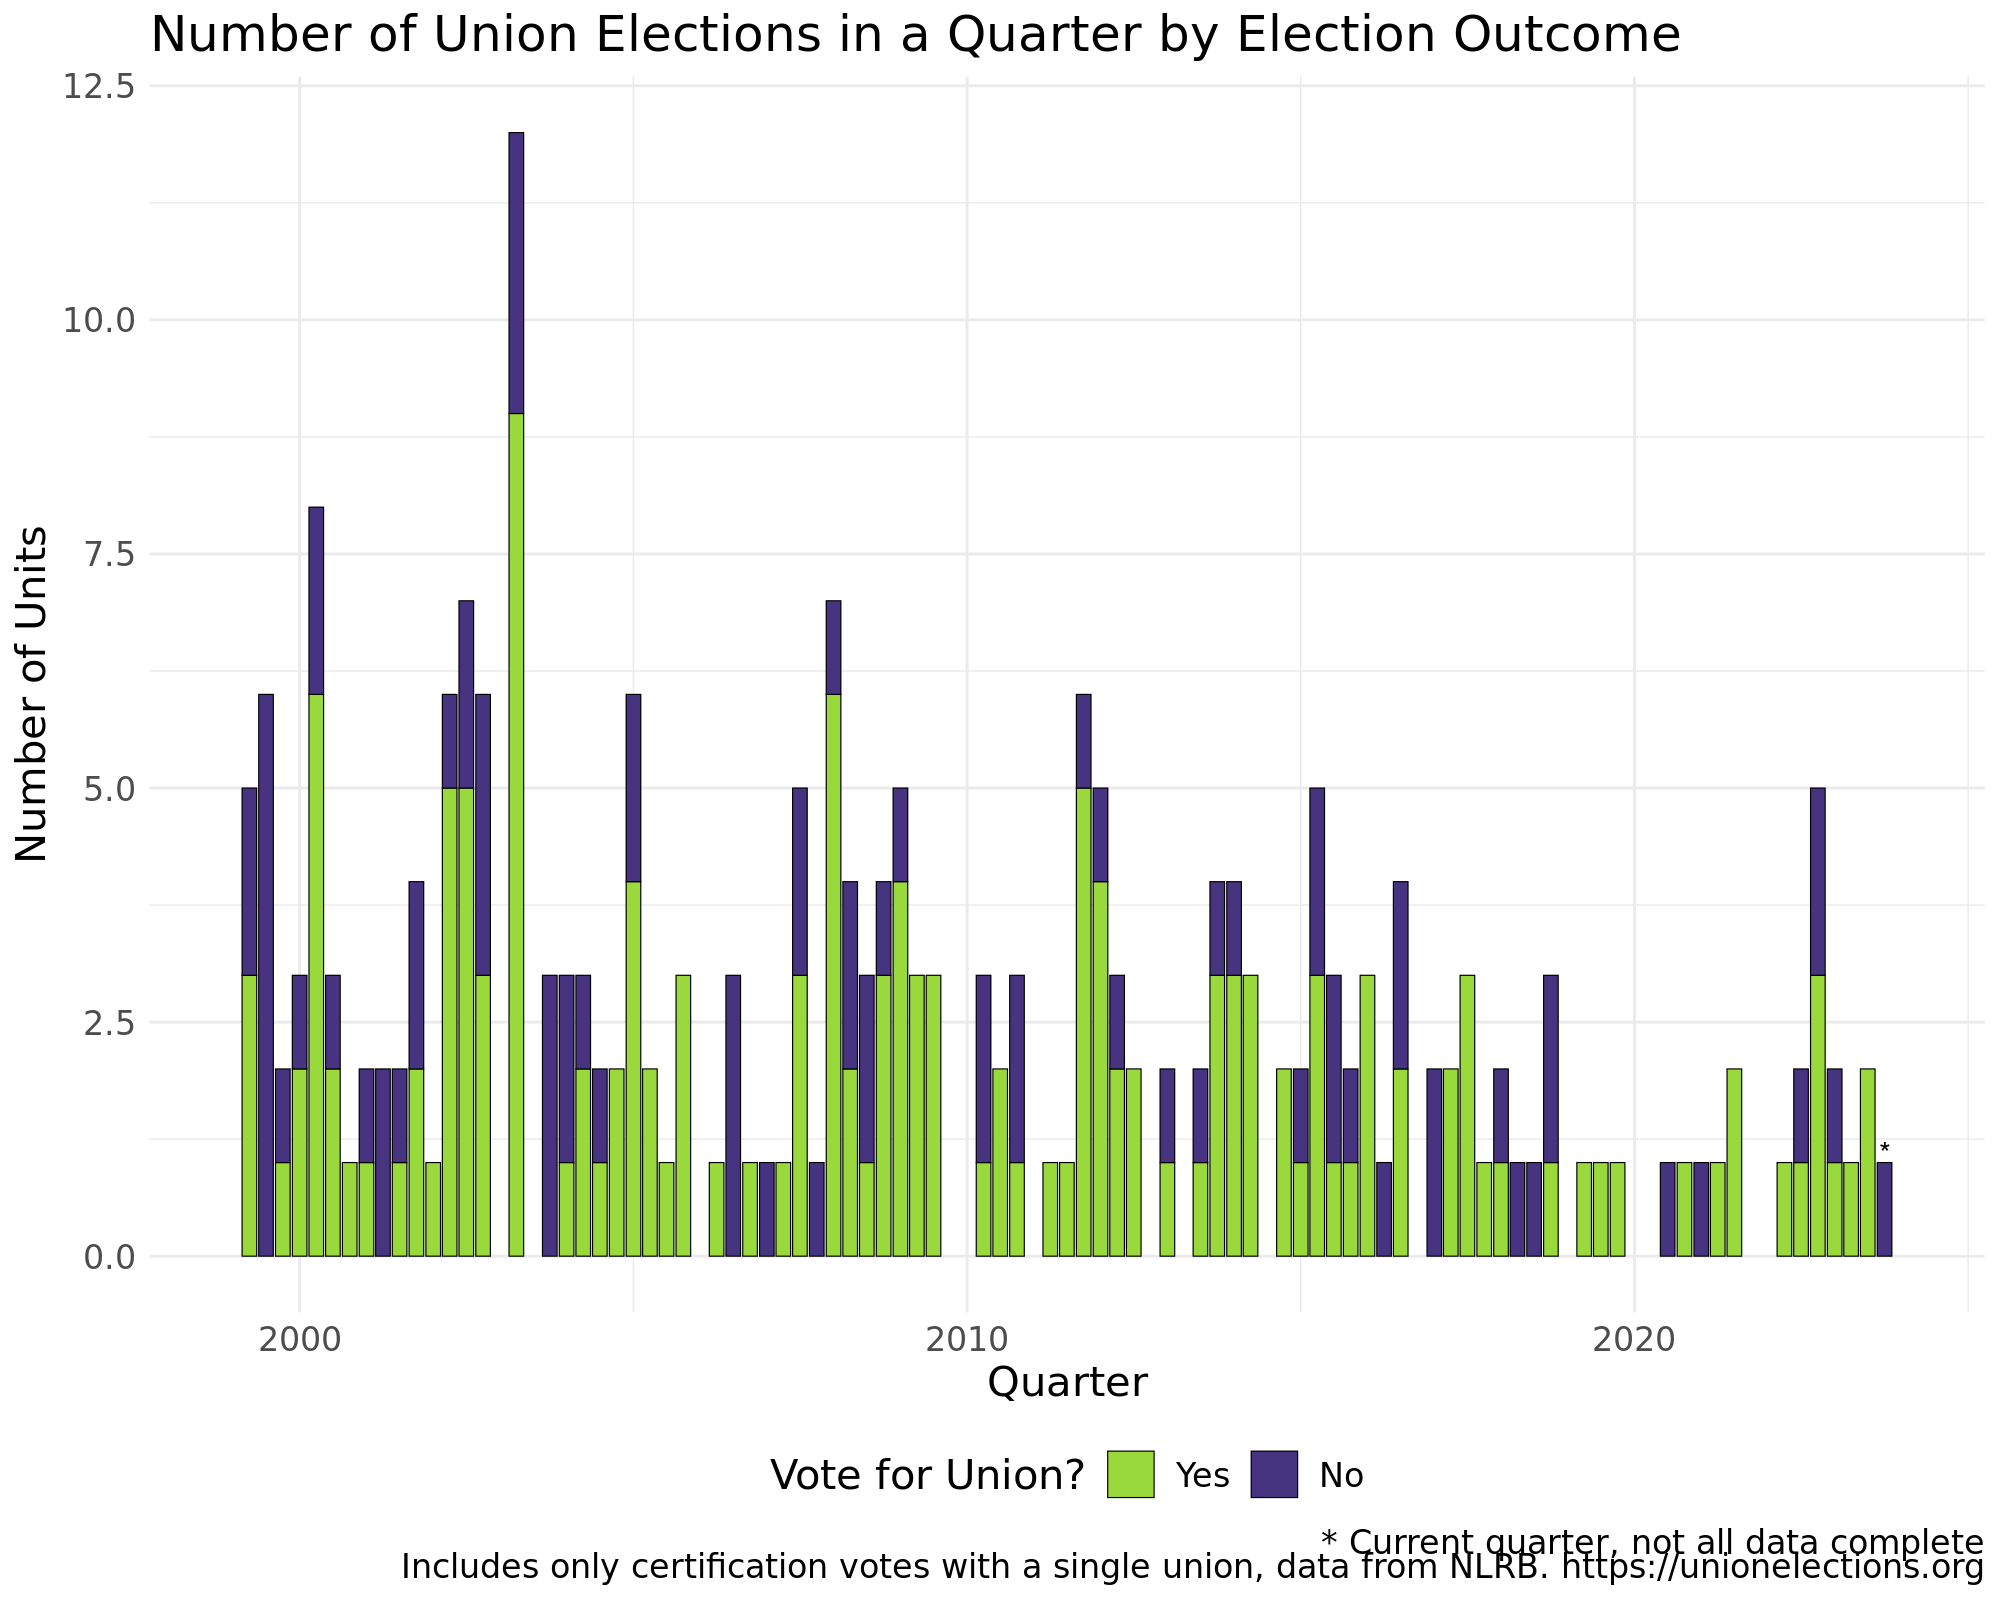 Number of Union Elections in a Quarter by Election Outcome
12.5
10.0
7.5
5.0
2.5
0.0
Number of Units
*
2000 2010 2020
Quarter
Vote for Union? Yes No
* Current quarter, not all data complete
Includes only certification votes with a single union, data from NLRB. https://unionelections.org